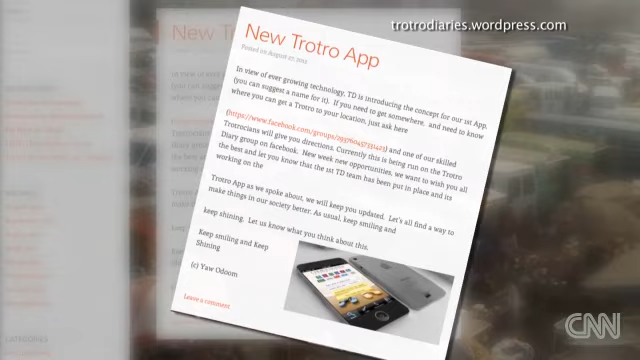 trotrodiaries.wordpress.com
New Trotro App
Posted on August 27, 2012
In view of ever growing technology, TD is introducing the concept for our 1st App.
(you can suggest a name for it).  If you need to get somewhere,  and need to know
where you can get a Trotro to your location, just ask here
and one of our skilled
Trotrocians will give you directions. Currently this is being run on the Trotro
Diary group on facebook.  New week new opportunities, we want to wish you all
the best and let you know that the 1st TD team has been put in place and its
working on the
Trotro App as we spoke about, we will keep you updated.  Let's all find a way to
make things in our society better. As usual, keep smiling and
keep shining.  Let us know what you think about this.
Keep smiling and Keep
Shining
(c) Yaw Odoom
Leave a comment
CATEGORIES
CNN